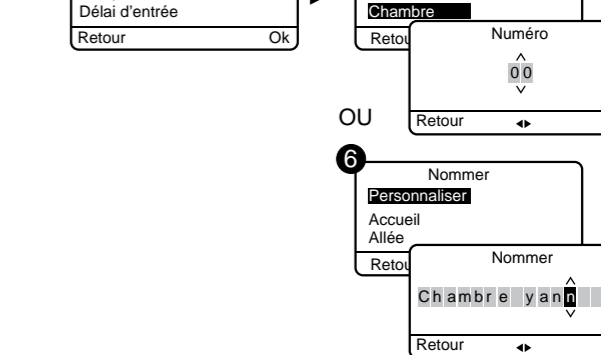 Délai d'entrée
Retour Ok
Chambre
Retou
Numéro
00
Retour
OU
6
Nommer
Personnaliser
Accueil
Allée
Retou
Nommer
Chambre yann
Retour